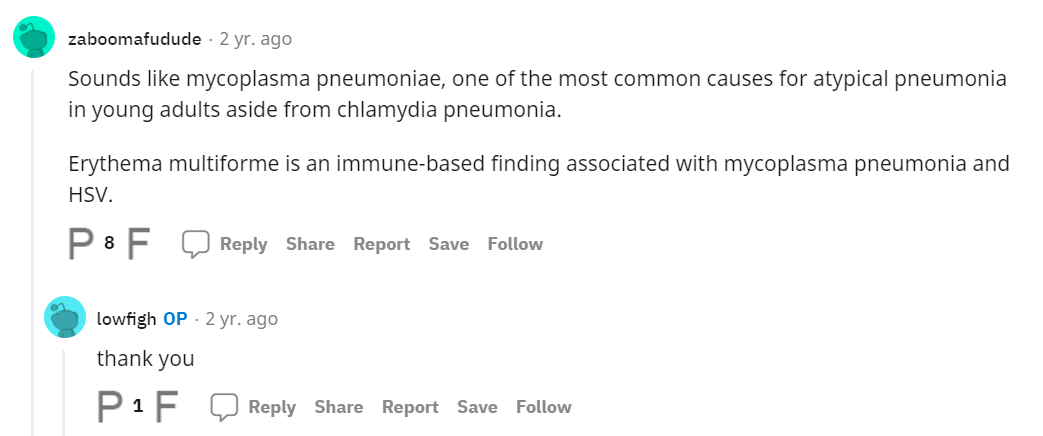 zaboomafudude · 2 yr. ago
Sounds like mycoplasma pneumoniae, one of the most common causes for atypical pneumonia
in young adults aside from chlamydia pneumonia.
Erythema multiforme is an immune-based finding associated with mycoplasma pneumonia and
HSV.
P 8 F Reply Share Report Save Follow
lowfigh OP · 2 yr. ago
thank you
P 1 F Reply Share Report Save Follow